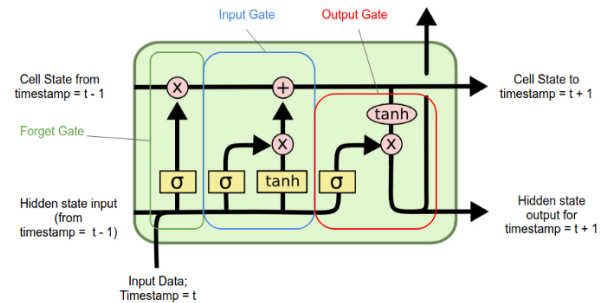 Input Gate
Output Gate
Cell State from
timestamp = t - 1
x
+
Cell State to
timestamp = t + 1
tanh
Forget Gate
x
x
σ
σ
tanh
σ
Hidden state input
(from
timestamp = t - 1)
Hidden state
output for
timestamp = t + 1
Input Data;
Timestamp = t